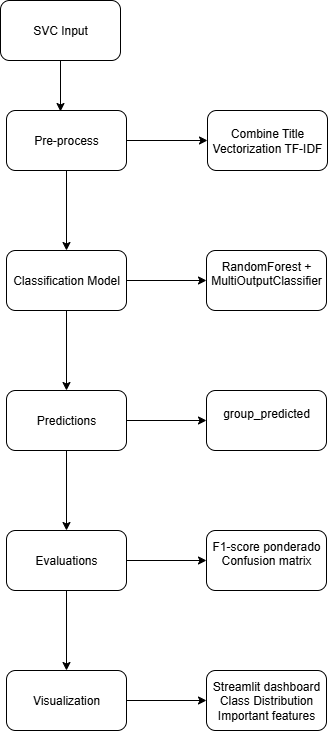 SVC Input
Pre-process
Combine Title
Vectorization TF-IDF
Classification Model
RandomForest +
MultiOutputClassifier
Predictions
group_predicted
Evaluations
F1-score ponderado
Confusion matrix
Visualization
Streamlit dashboard
Class Distribution
Important features